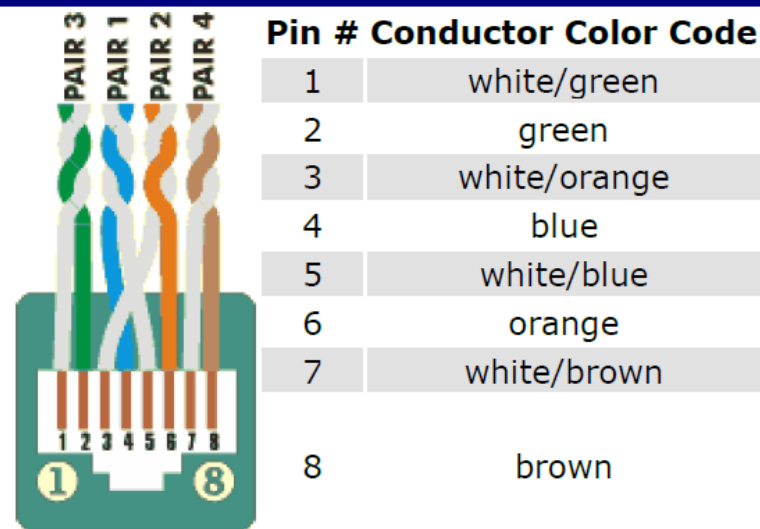 PAIR 3
PAIR 1
PAIR 2
PAIR 4
1 2 3 4 5 6 7 8
1 8
Pin # Conductor Color Code
1 white/green
2 green
3 white/orange
4 blue
5 white/blue
6 orange
7 white/brown
8 brown